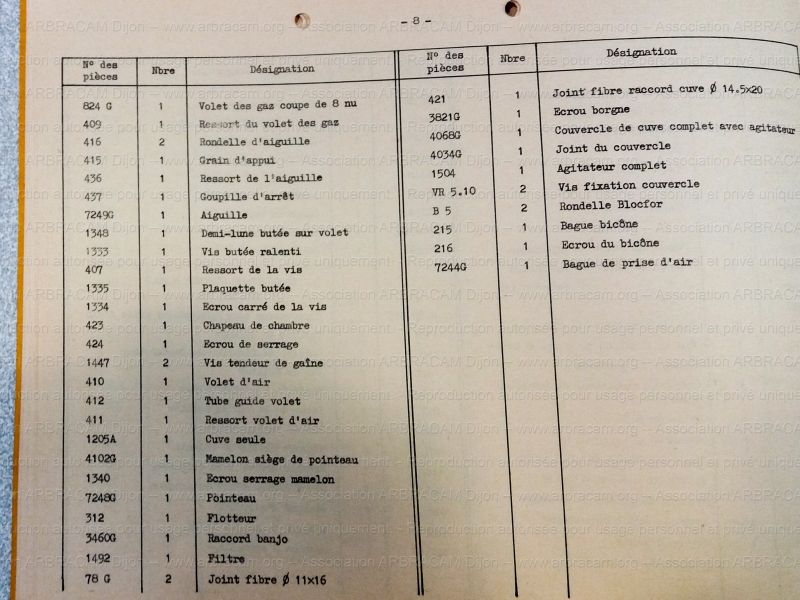 - 8 -
N° des pièces Nbre Désignation
824 G 1 Volet des gaz coupe de 8 nu
409 1 Ressort du volet des gaz
416 2 Rondelle d'aiguille
415 1 Grain d'appui
436 1 Ressort de l'aiguille
437 1 Goupille d'arrêt
7249G 1 Aiguille
1348 1 Demi-lune butée sur volet
1333 1 Vis butée ralenti
407 1 Ressort de la vis
1335 1 Plaquette butée
1334 1 Ecrou carré de la vis
423 1 Chapeau de chambre
424 1 Ecrou de serrage
1447 2 Vis tendeur de gaîne
410 1 Volet d'air
412 1 Tube guide volet
411 1 Ressort volet d'air
1205A 1 Cuve seule
4102G 1 Mamelon siège de pointeau
1340 1 Ecrou serrage mamelon
7248G 1 Pointeau
312 1 Flotteur
3460G 1 Raccord banjo
1492 1 Filtre
78 G 2 Joint fibre Ø 11x16
N° des pièces Nbre Désignation
421 1 Joint fibre raccord cuve Ø 14.5x20
3821G 1 Ecrou borgne
4068G 1 Couvercle de cuve complet avec agitateur
4034G 1 Joint du couvercle
1504 1 Agitateur complet
VR 5.10 2 Vis fixation couvercle
B 5 2 Rondelle Blocfor
215 1 Bague bicône
216 1 Ecrou du bicône
7244G 1 Bague de prise d'air